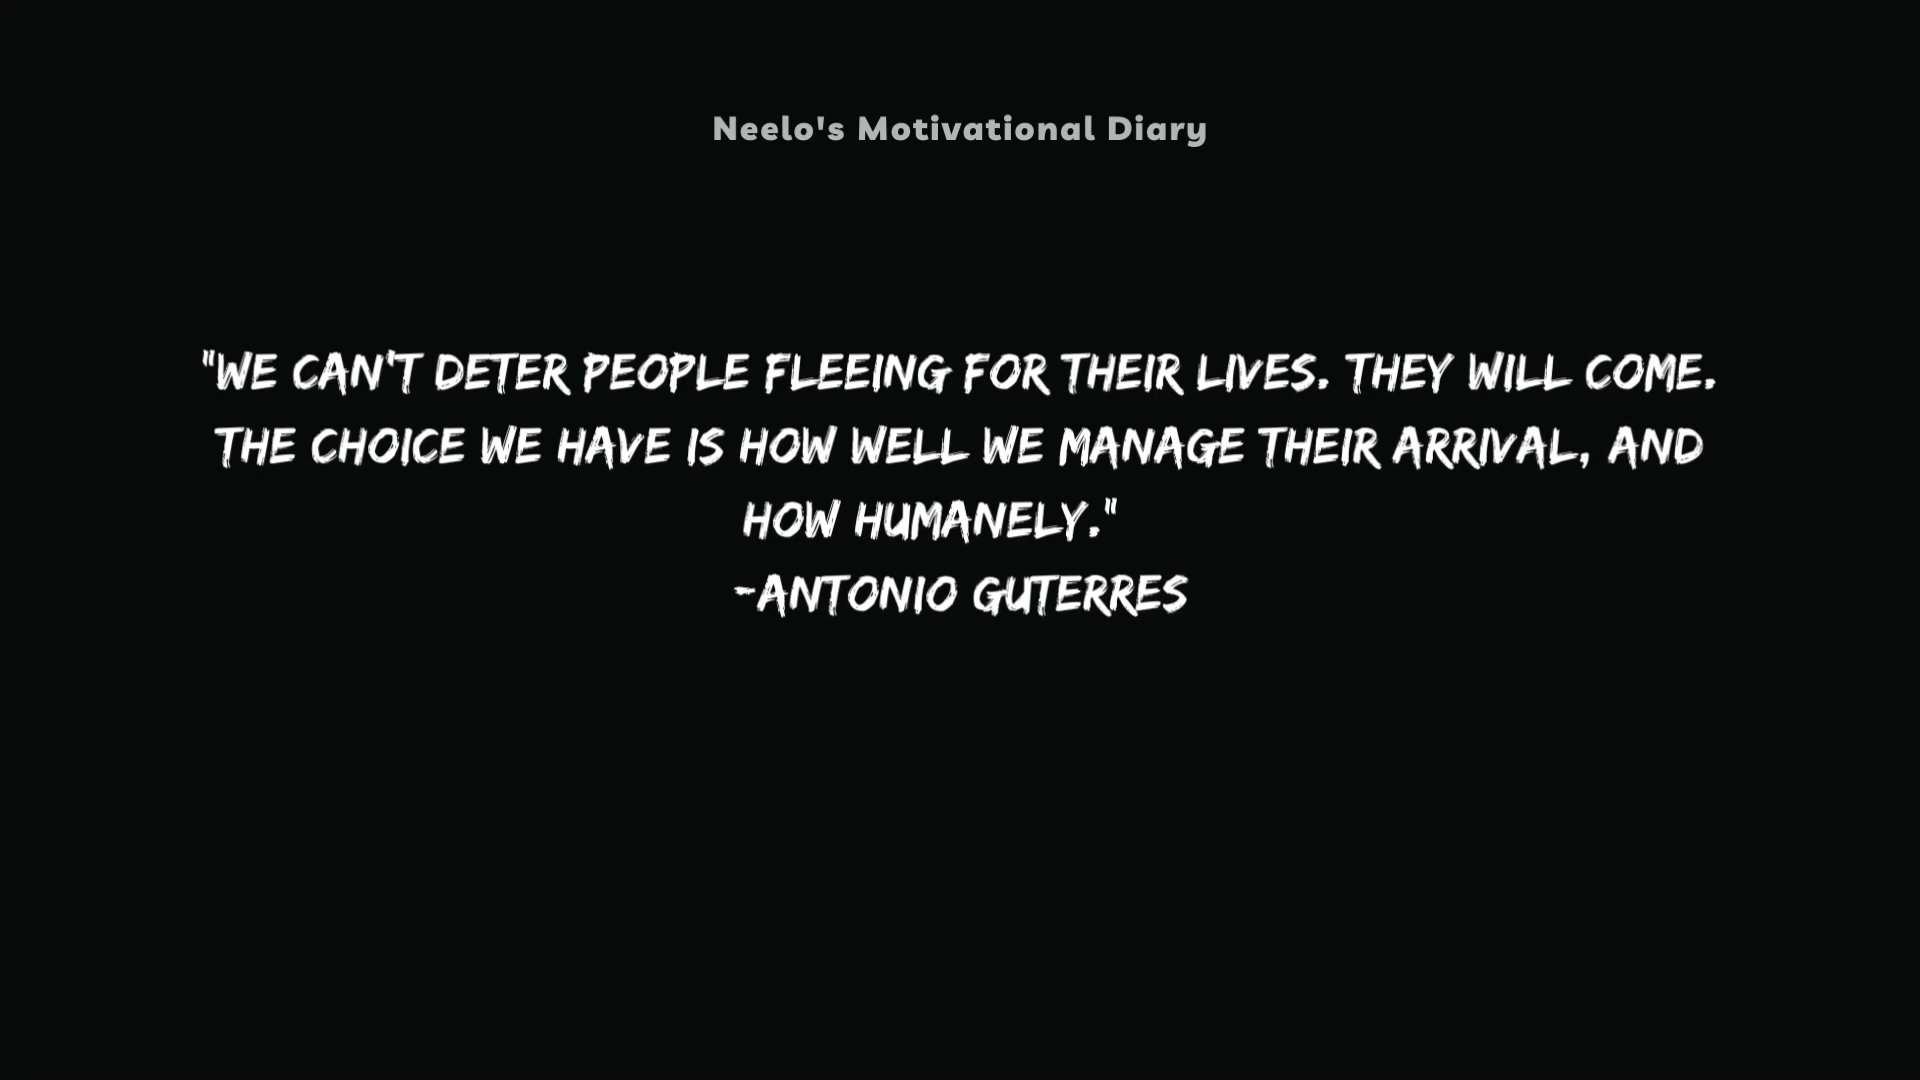 Neelo's Motivational Diary
"WE CAN'T DETER PEOPLE FLEEING FOR THEIR LIVES. THEY WILL COME.
THE CHOICE WE HAVE IS HOW WELL WE MANAGE THEIR ARRIVAL, AND
HOW HUMANELY."
-ANTONIO GUTERRES